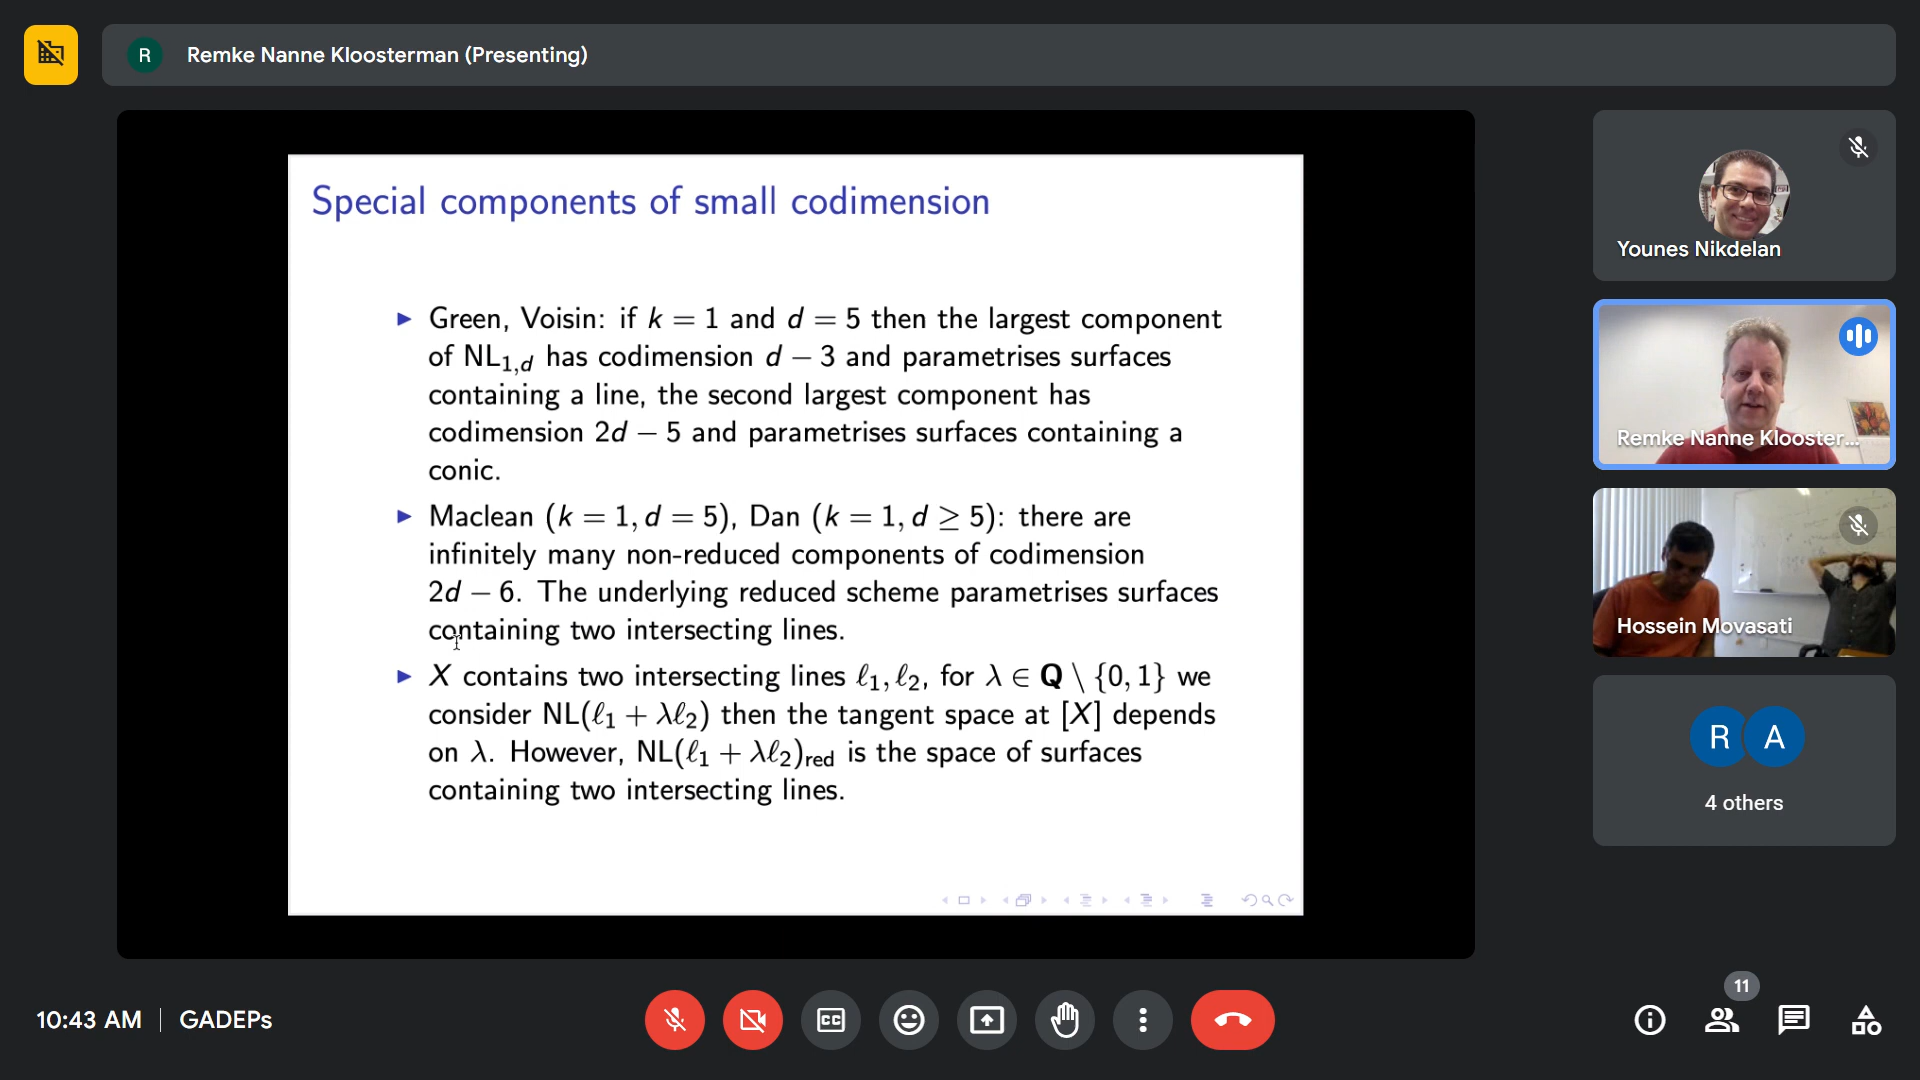 R Remke Nanne Kloosterman (Presenting)
Special components of small codimension
▶ Green, Voisin: if k = 1 and d = 5 then the largest component
of NL₁,d has codimension d − 3 and parametrises surfaces
containing a line, the second largest component has
codimension 2d − 5 and parametrises surfaces containing a
conic.
▶ Maclean (k = 1, d = 5), Dan (k = 1, d ≥ 5): there are
infinitely many non-reduced components of codimension
2d − 6. The underlying reduced scheme parametrises surfaces
containing two intersecting lines.
▶ X contains two intersecting lines ℓ₁, ℓ₂, for λ ∈ Q \ {0, 1} we
consider NL(ℓ₁ + λℓ₂) then the tangent space at [X] depends
on λ. However, NL(ℓ₁ + λℓ₂)red is the space of surfaces
containing two intersecting lines.
Younes Nikdelan
Remke Nanne Klooster...
Hossein Movasati
R A
4 others
10:43 AM | GADEPs
CC
11